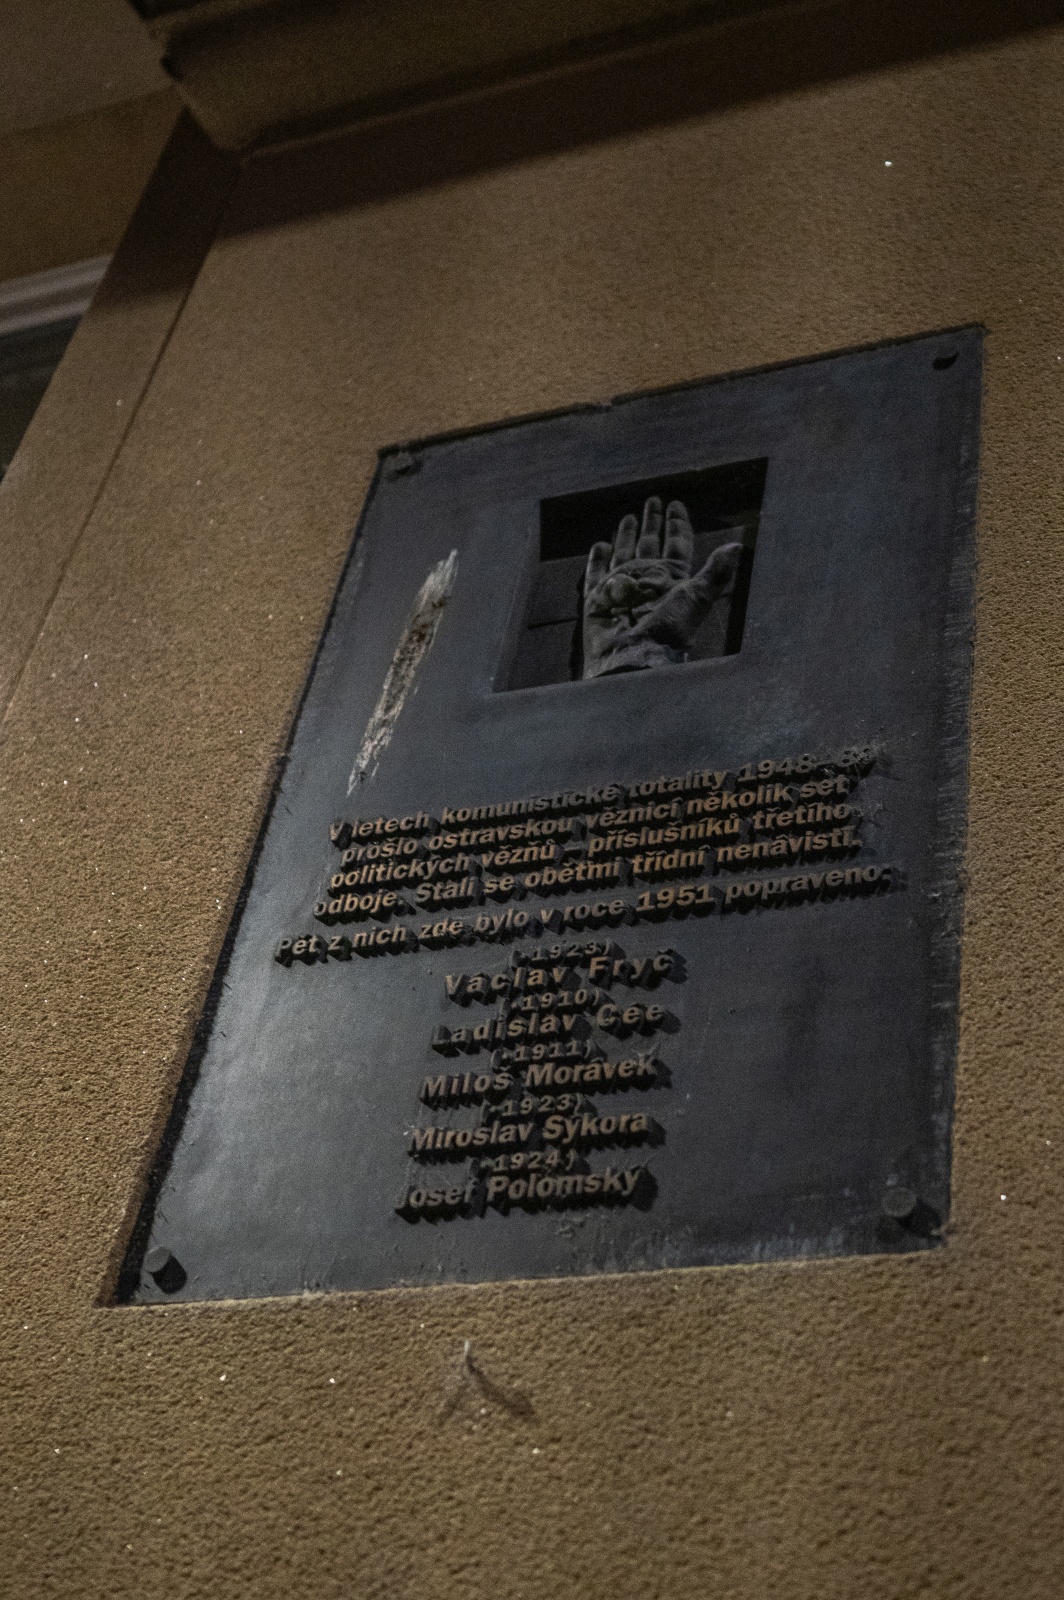 V letech komunistické totality 1948–89
prošlo ostravskou věznicí několik set
politických vězňů – příslušníků třetího
odboje. Stali se obětmi třídní nenávisti.
Pět z nich zde bylo v roce 1951 popraveno:
(*1923)
Václav Fryč
(*1910)
Ladislav Cee
(*1911)
Miloš Morávek
(*1923)
Miroslav Sýkora
(*1924)
Josef Polomský